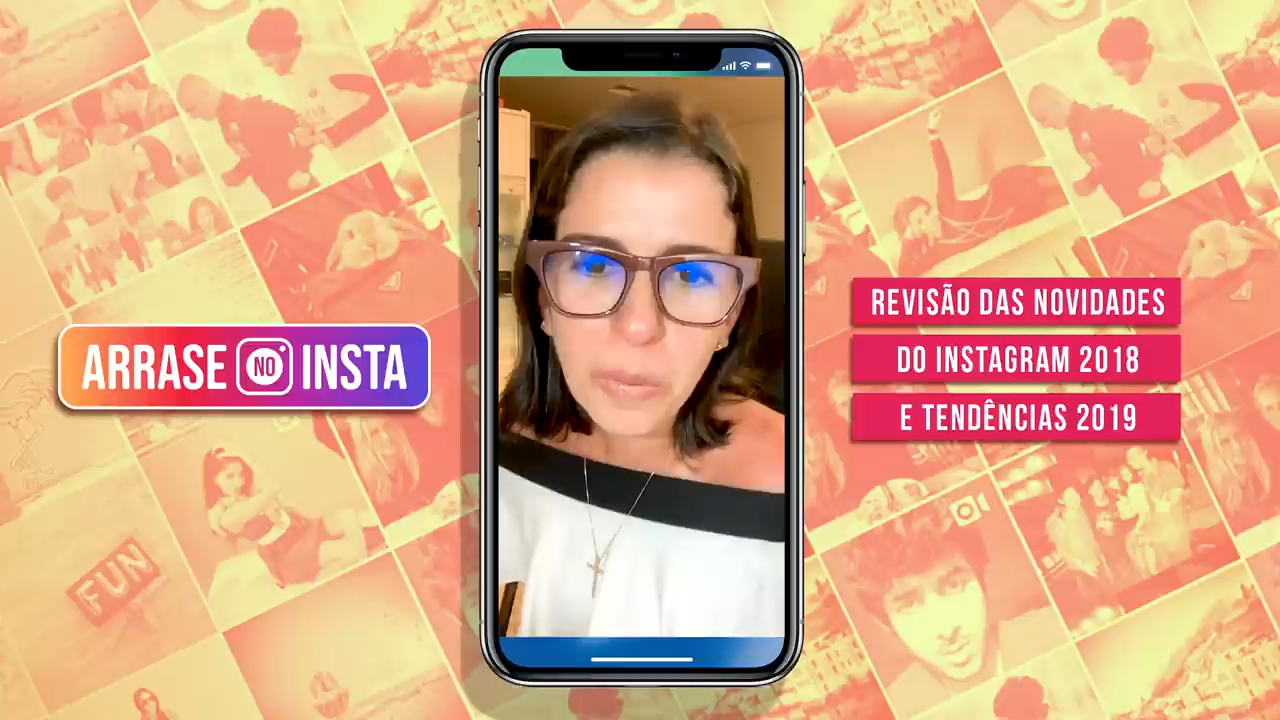 ARRASE NO INSTA
REVISÃO DAS NOVIDADES
DO INSTAGRAM 2018
E TENDÊNCIAS 2019
FUN